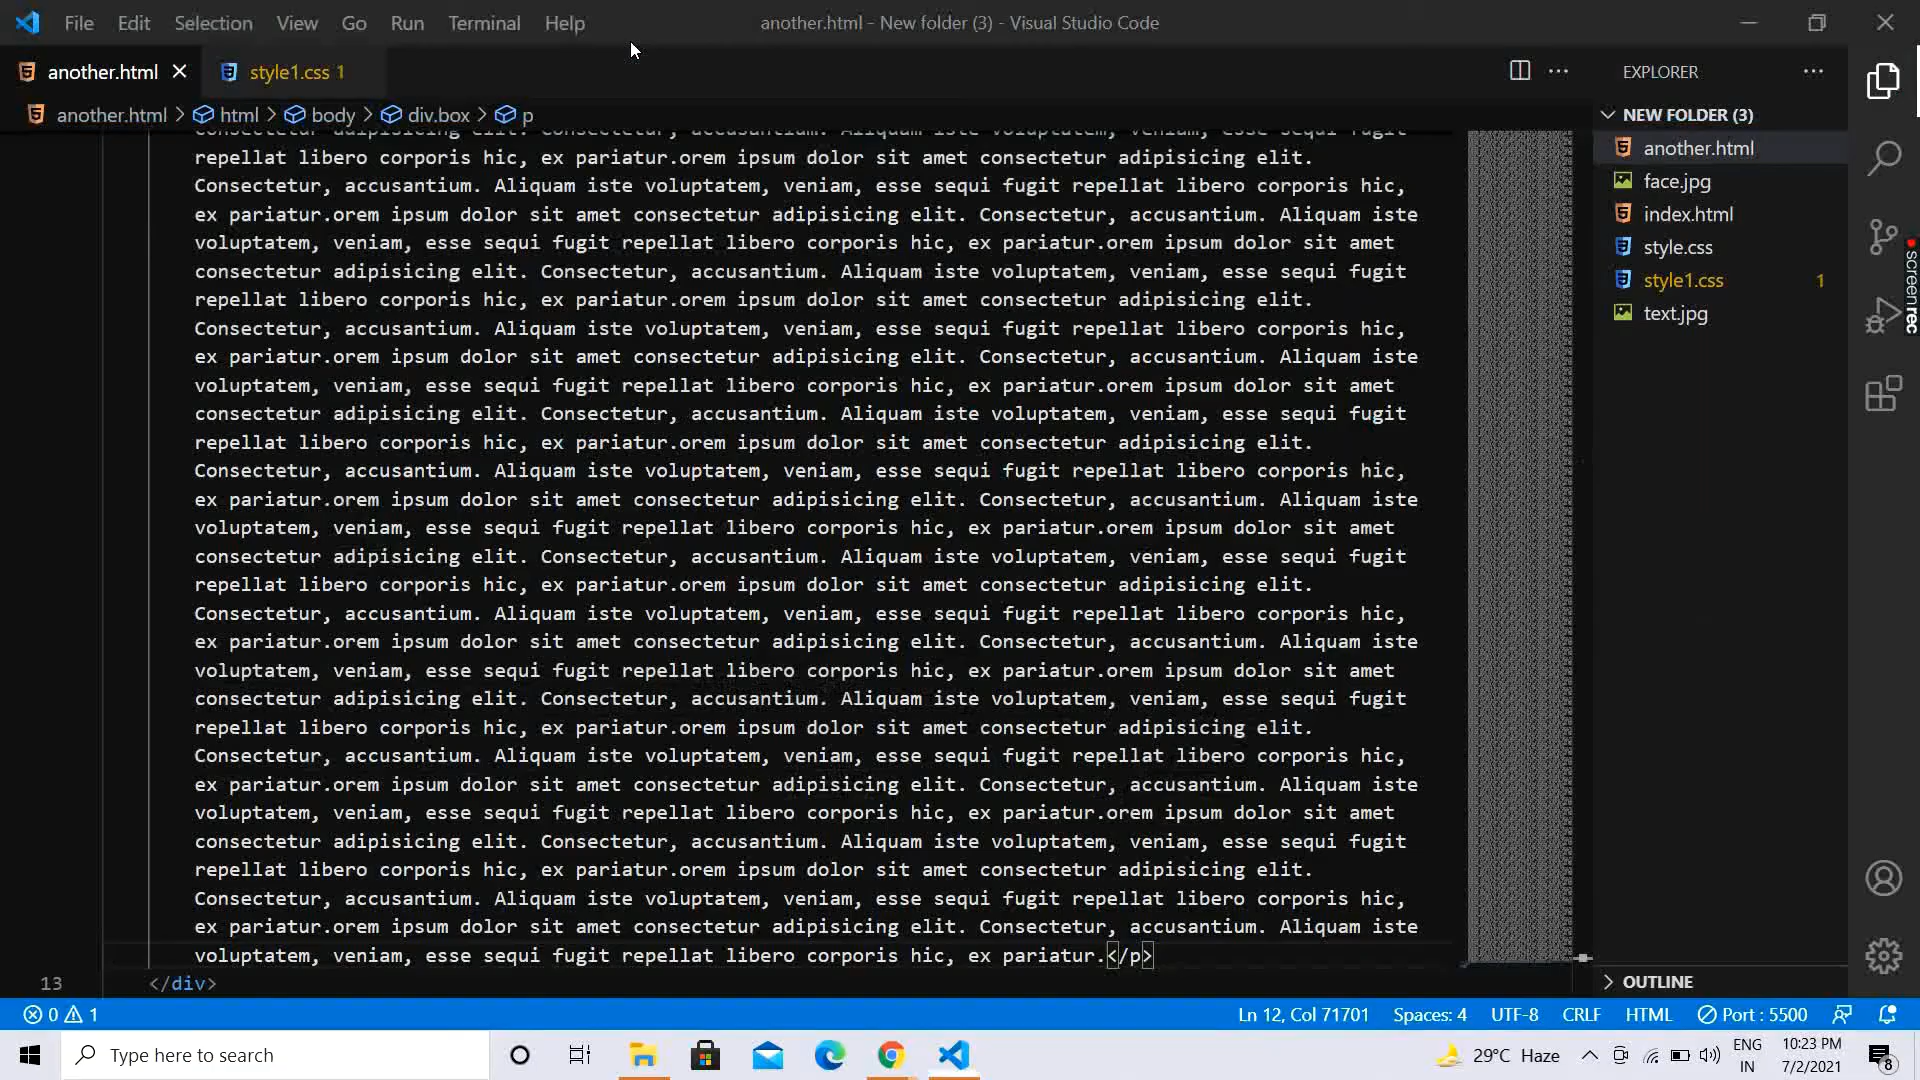 File Edit Selection View Go Run Terminal Help
another.html - New folder (3) - Visual Studio Code
another.html
style1.css 1
EXPLORER
another.html > html > body > div.box > p
NEW FOLDER (3)
another.html
face.jpg
index.html
style.css
style1.css 1
text.jpg
screenrec
consectetur adipisicing elit. Consectetur, accusantium. Aliquam iste voluptatem, veniam, esse sequi fugit
repellat libero corporis hic, ex pariatur.orem ipsum dolor sit amet consectetur adipisicing elit.
Consectetur, accusantium. Aliquam iste voluptatem, veniam, esse sequi fugit repellat libero corporis hic,
ex pariatur.orem ipsum dolor sit amet consectetur adipisicing elit. Consectetur, accusantium. Aliquam iste
voluptatem, veniam, esse sequi fugit repellat libero corporis hic, ex pariatur.orem ipsum dolor sit amet
consectetur adipisicing elit. Consectetur, accusantium. Aliquam iste voluptatem, veniam, esse sequi fugit
repellat libero corporis hic, ex pariatur.orem ipsum dolor sit amet consectetur adipisicing elit.
Consectetur, accusantium. Aliquam iste voluptatem, veniam, esse sequi fugit repellat libero corporis hic,
ex pariatur.orem ipsum dolor sit amet consectetur adipisicing elit. Consectetur, accusantium. Aliquam iste
voluptatem, veniam, esse sequi fugit repellat libero corporis hic, ex pariatur.orem ipsum dolor sit amet
consectetur adipisicing elit. Consectetur, accusantium. Aliquam iste voluptatem, veniam, esse sequi fugit
repellat libero corporis hic, ex pariatur.orem ipsum dolor sit amet consectetur adipisicing elit.
Consectetur, accusantium. Aliquam iste voluptatem, veniam, esse sequi fugit repellat libero corporis hic,
ex pariatur.orem ipsum dolor sit amet consectetur adipisicing elit. Consectetur, accusantium. Aliquam iste
voluptatem, veniam, esse sequi fugit repellat libero corporis hic, ex pariatur.orem ipsum dolor sit amet
consectetur adipisicing elit. Consectetur, accusantium. Aliquam iste voluptatem, veniam, esse sequi fugit
repellat libero corporis hic, ex pariatur.orem ipsum dolor sit amet consectetur adipisicing elit.
Consectetur, accusantium. Aliquam iste voluptatem, veniam, esse sequi fugit repellat libero corporis hic,
ex pariatur.orem ipsum dolor sit amet consectetur adipisicing elit. Consectetur, accusantium. Aliquam iste
voluptatem, veniam, esse sequi fugit repellat libero corporis hic, ex pariatur.orem ipsum dolor sit amet
consectetur adipisicing elit. Consectetur, accusantium. Aliquam iste voluptatem, veniam, esse sequi fugit
repellat libero corporis hic, ex pariatur.orem ipsum dolor sit amet consectetur adipisicing elit.
Consectetur, accusantium. Aliquam iste voluptatem, veniam, esse sequi fugit repellat libero corporis hic,
ex pariatur.orem ipsum dolor sit amet consectetur adipisicing elit. Consectetur, accusantium. Aliquam iste
voluptatem, veniam, esse sequi fugit repellat libero corporis hic, ex pariatur.orem ipsum dolor sit amet
consectetur adipisicing elit. Consectetur, accusantium. Aliquam iste voluptatem, veniam, esse sequi fugit
repellat libero corporis hic, ex pariatur.orem ipsum dolor sit amet consectetur adipisicing elit.
Consectetur, accusantium. Aliquam iste voluptatem, veniam, esse sequi fugit repellat libero corporis hic,
ex pariatur.orem ipsum dolor sit amet consectetur adipisicing elit. Consectetur, accusantium. Aliquam iste
voluptatem, veniam, esse sequi fugit repellat libero corporis hic, ex pariatur.</p>
13 </div>
OUTLINE
0 1
Ln 12, Col 71701 Spaces: 4 UTF-8 CRLF HTML Port : 5500
Type here to search
29°C Haze
ENG
IN
10:23 PM
7/2/2021
8